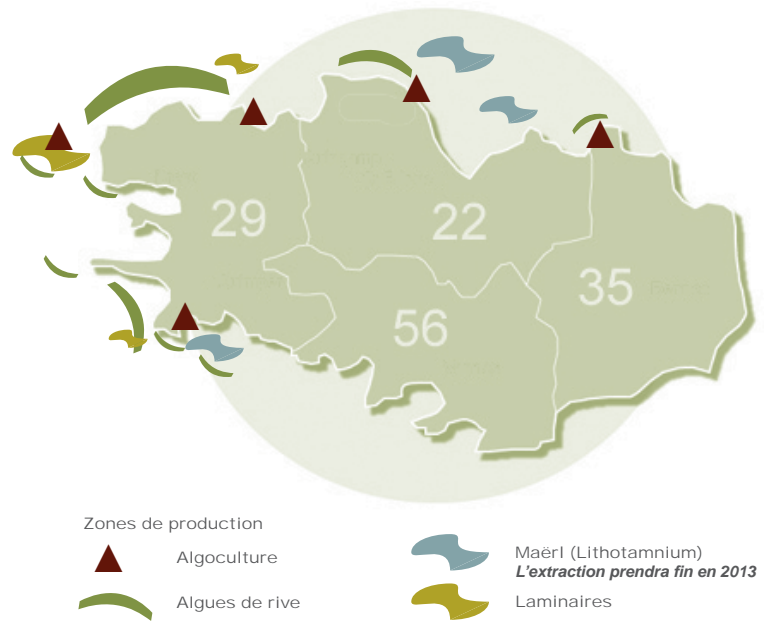 29
22
35
56
Zones de production
Algoculture
Algues de rive
Maërl (Lithotamnium)
L'extraction prendra fin en 2013
Laminaires